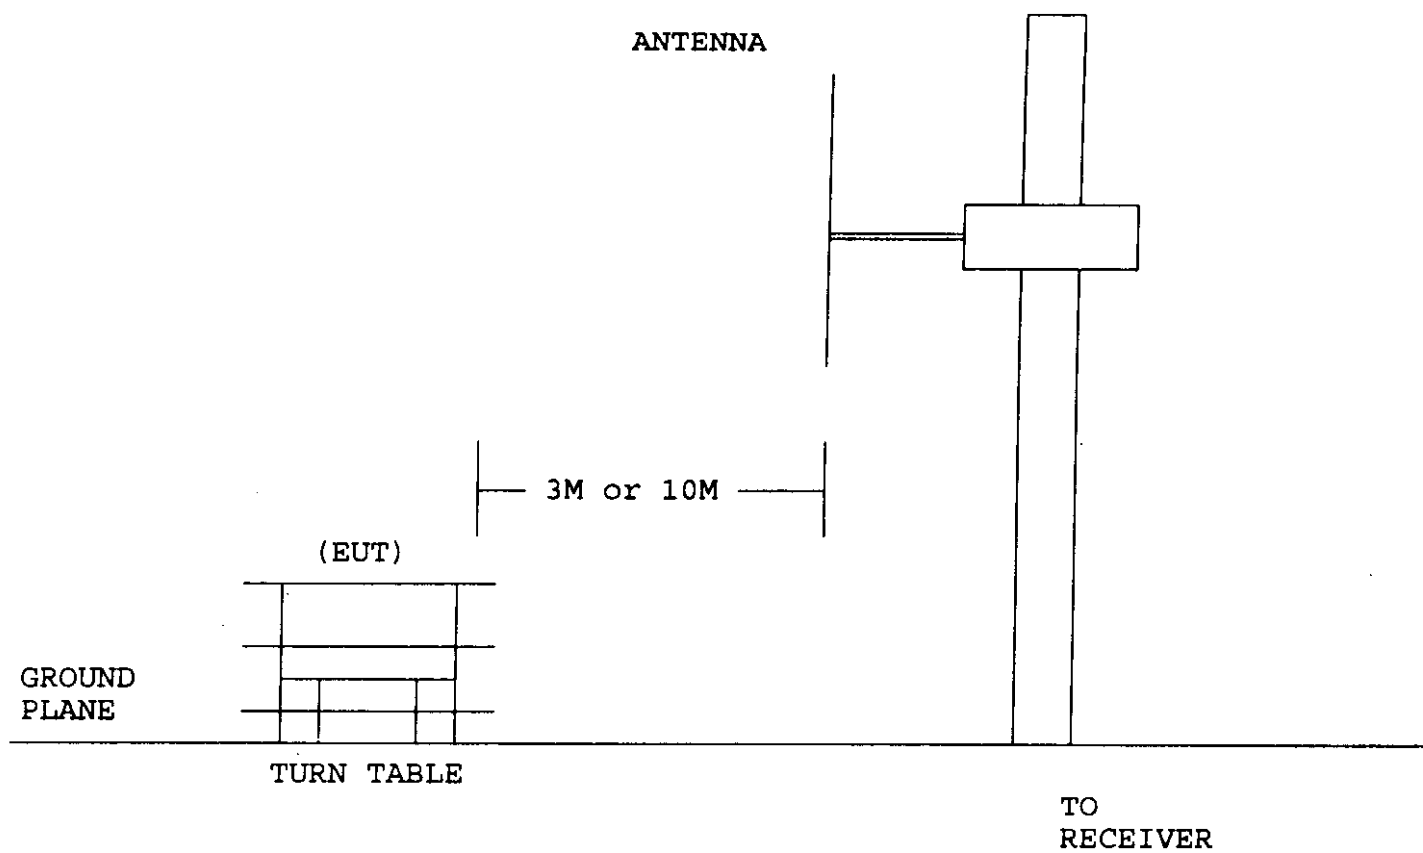 ANTENNA
3M or 10M
(EUT)
GROUND
PLANE
TURN TABLE
TO
RECEIVER